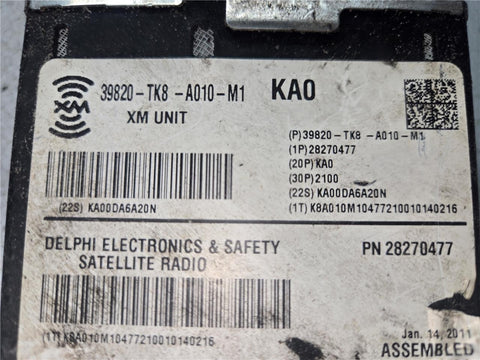 XM
39820-TK8 -A010-M1 KA0
XM UNIT
(P)39820-TK8 -A010-M1
(1P)28270477
(20P)KA0
(30P)2100
(22S) KA00DA6A20N
(1T) K8A010M10477210010140216
(22S) KA00DA6A20N
DELPHI ELECTRONICS & SAFETY
SATELLITE RADIO
PN 28270477
(1T)K8A010M10477210010140216
Jan. 14, 2011
ASSEMBLED